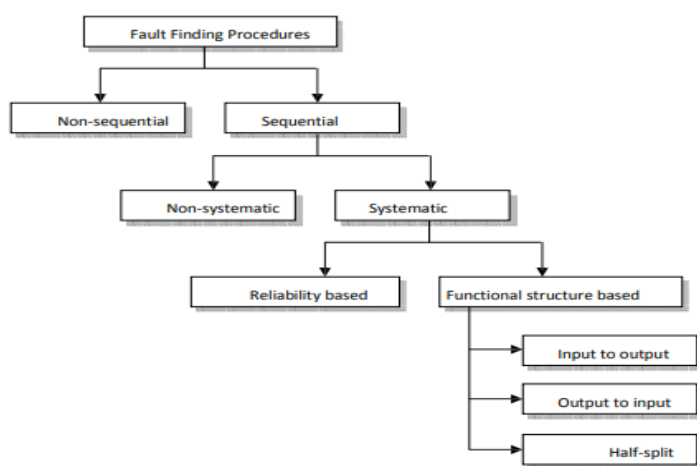 Fault Finding Procedures
Non-sequential
Sequential
Non-systematic
Systematic
Reliability based
Functional structure based
Input to output
Output to input
Half-split